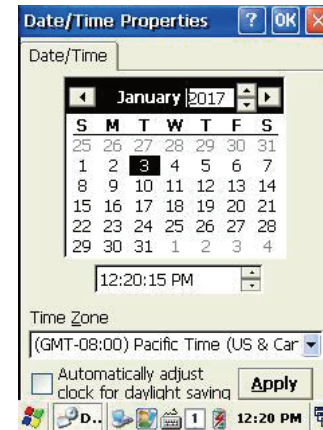 Date/Time Properties ? OK ×
Date/Time
January 2017
S M T W T F S
25 26 27 28 29 30 31
1 2 3 4 5 6 7
8 9 10 11 12 13 14
15 16 17 18 19 20 21
22 23 24 25 26 27 28
29 30 31 1 2 3 4
12:20:15 PM
Time Zone
(GMT-08:00) Pacific Time (US & Car
Automatically adjust
clock for daylight saving
Apply
D.. 1 12:20 PM